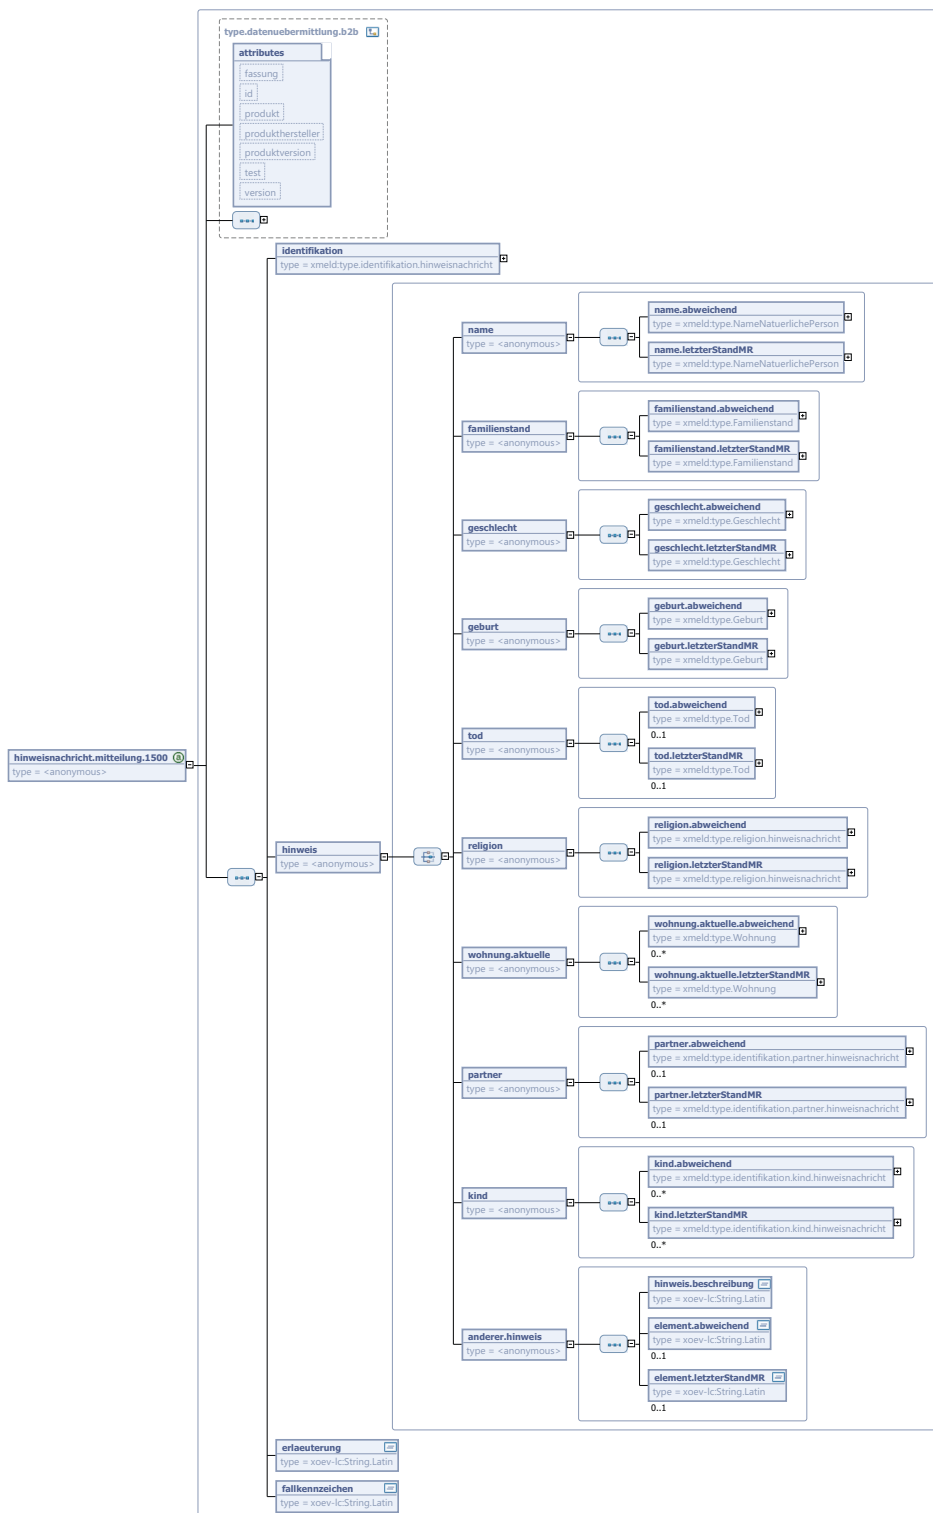 type.datenuebermittlung.b2b
attributes
fassung
id
produkt
produkthersteller
produktversion
test
version
identifikation
type = xmeld:type.identifikation.hinweisnachricht
name
type = <anonymous>
name.abweichend
type = xmeld:type.NameNatuerlichePerson
name.letzterStandMR
type = xmeld:type.NameNatuerlichePerson
familienstand
type = <anonymous>
familienstand.abweichend
type = xmeld:type.Familienstand
familienstand.letzterStandMR
type = xmeld:type.Familienstand
geschlecht
type = <anonymous>
geschlecht.abweichend
type = xmeld:type.Geschlecht
geschlecht.letzterStandMR
type = xmeld:type.Geschlecht
geburt
type = <anonymous>
geburt.abweichend
type = xmeld:type.Geburt
geburt.letzterStandMR
type = xmeld:type.Geburt
tod
type = <anonymous>
tod.abweichend
type = xmeld:type.Tod
0..1
tod.letzterStandMR
type = xmeld:type.Tod
0..1
hinweisnachricht.mitteilung.1500 a
type = <anonymous>
hinweis
type = <anonymous>
religion
type = <anonymous>
religion.abweichend
type = xmeld:type.religion.hinweisnachricht
religion.letzterStandMR
type = xmeld:type.religion.hinweisnachricht
wohnung.aktuelle
type = <anonymous>
wohnung.aktuelle.abweichend
type = xmeld:type.Wohnung
0..*
wohnung.aktuelle.letzterStandMR
type = xmeld:type.Wohnung
0..*
partner
type = <anonymous>
partner.abweichend
type = xmeld:type.identifikation.partner.hinweisnachricht
0..1
partner.letzterStandMR
type = xmeld:type.identifikation.partner.hinweisnachricht
0..1
kind
type = <anonymous>
kind.abweichend
type = xmeld:type.identifikation.kind.hinweisnachricht
0..*
kind.letzterStandMR
type = xmeld:type.identifikation.kind.hinweisnachricht
0..*
anderer.hinweis
type = <anonymous>
hinweis.beschreibung
type = xoev-lc:String.Latin
element.abweichend
type = xoev-lc:String.Latin
0..1
element.letzterStandMR
type = xoev-lc:String.Latin
0..1
erlaeuterung
type = xoev-lc:String.Latin
fallkennzeichen
type = xoev-lc:String.Latin